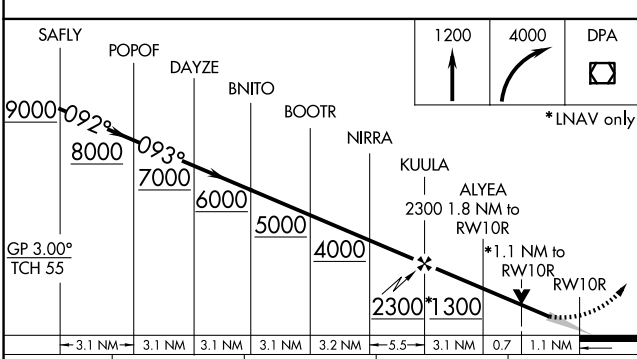 SAFLY
POPOF
DAYZE
BNITO
BOOTR
NIRRA
KUULA
2300
ALYEA
1.8 NM to
RW10R
*1.1 NM to
RW10R
RW10R
1200
4000
DPA
*LNAV only
9000
092°
8000
093°
7000
6000
5000
4000
2300
*1300
GP 3.00°
TCH 55
3.1 NM
3.1 NM
3.1 NM
3.1 NM
3.2 NM
5.5
3.1 NM
0.7
1.1 NM